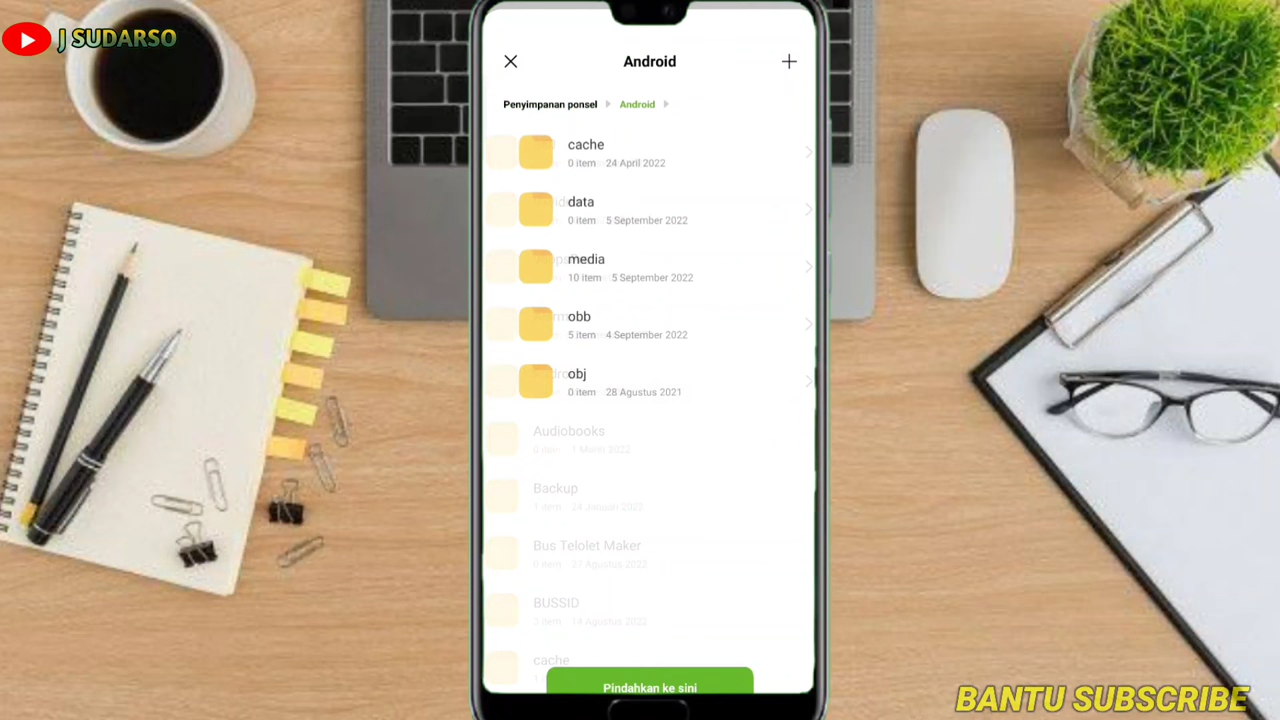 J SUDARSO
Android
Penyimpanan ponsel
Android
cache
0 item 24 April 2022
data
0 item 5 September 2022
media
10 item 5 September 2022
obb
5 item 4 September 2022
obj
0 item 28 Agustus 2021
Audiobooks
0 item 1 Maret 2022
Backup
1 item 24 Januari 2022
Bus Telolet Maker
0 item 27 Agustus 2022
BUSSID
3 item 14 Agustus 2022
cache
Pindahkan ke sini
BANTU SUBSCRIBE